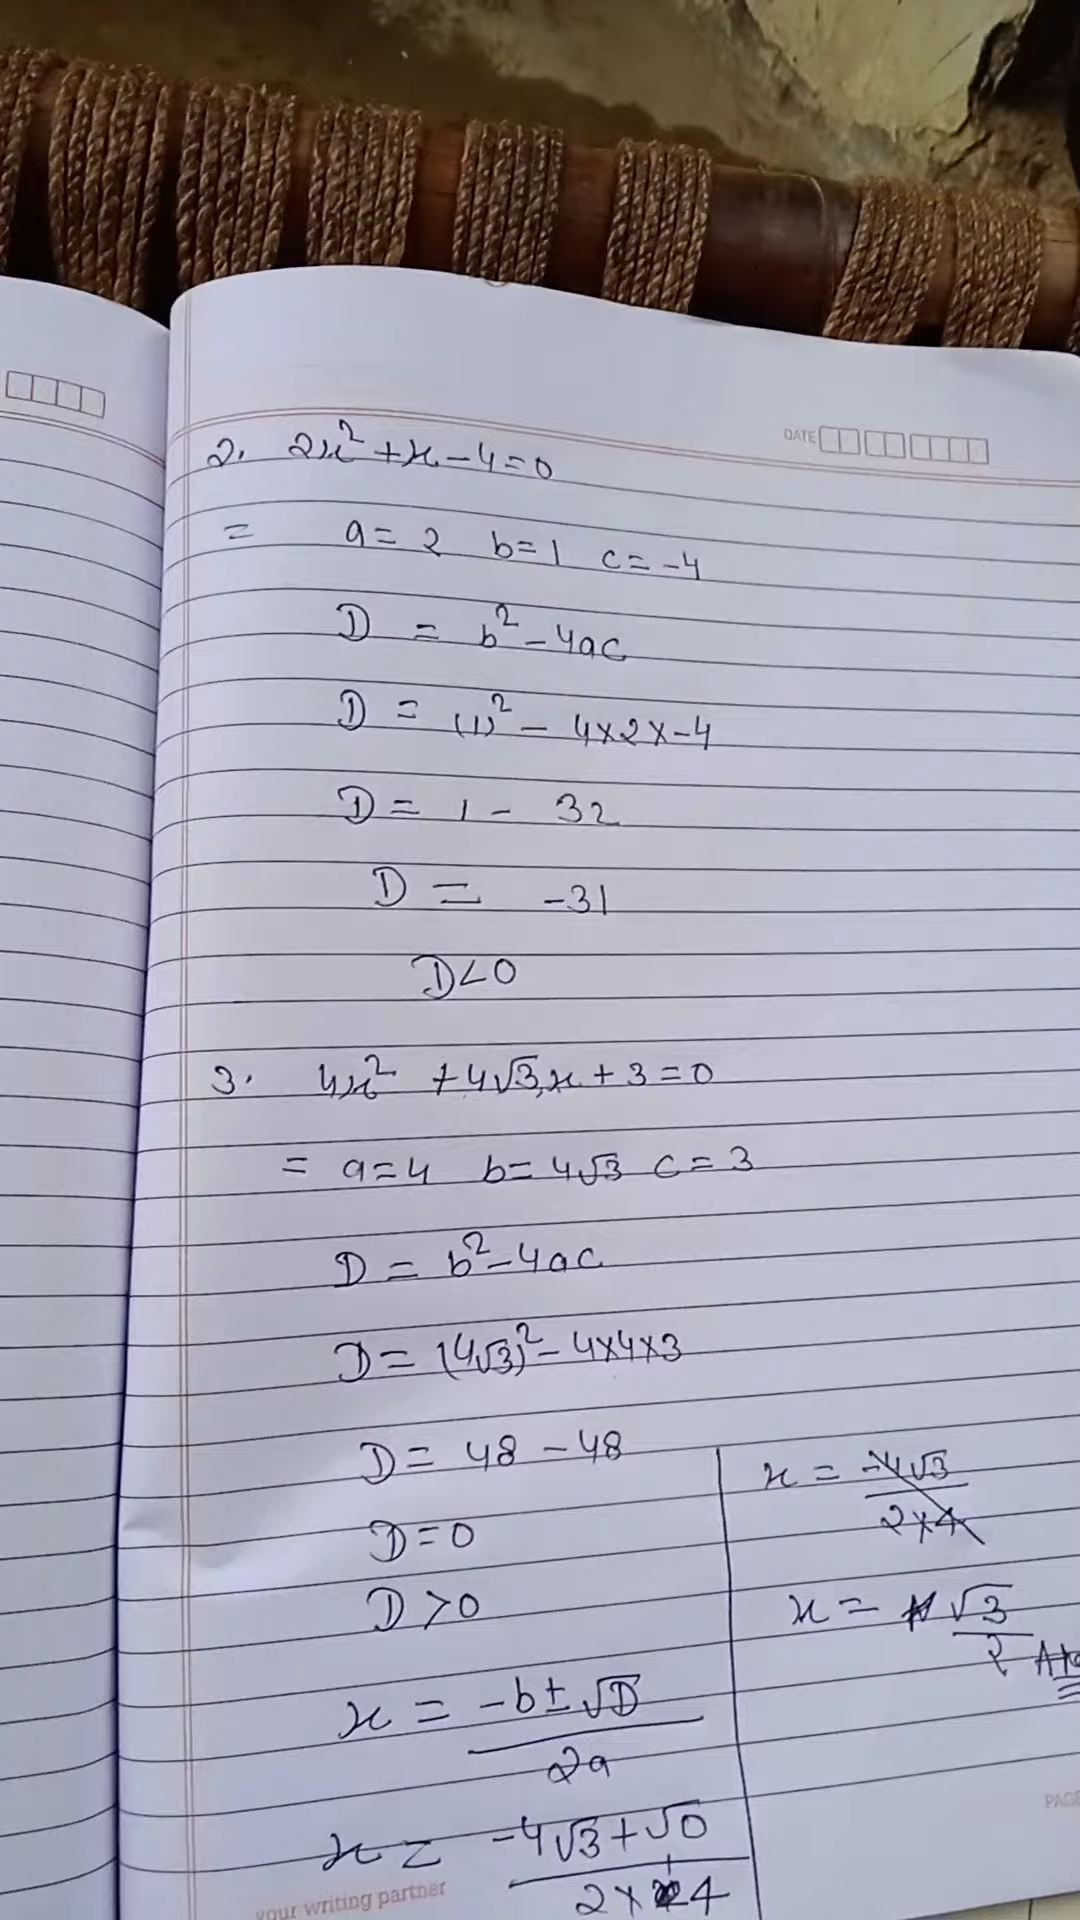 DATE
2. 2x² + x - 4 = 0
= a = 2 b = 1 c = -4
D = b² - 4ac
D = (1)² - 4×2×-4
D = 1 - 32
D = -31
D<0
3. 4x² + 4√3x + 3 = 0
= a = 4 b = 4√3 c = 3
D = b² - 4ac
D = (4√3)² - 4×4×3
D = 48 - 48
D = 0
D > 0
x = -b ± √D / 2a
x = -4√3 ± √0 / 2×4
x = -4√3 / 2×4
x = √3 / 2
PAGE
your writing partner